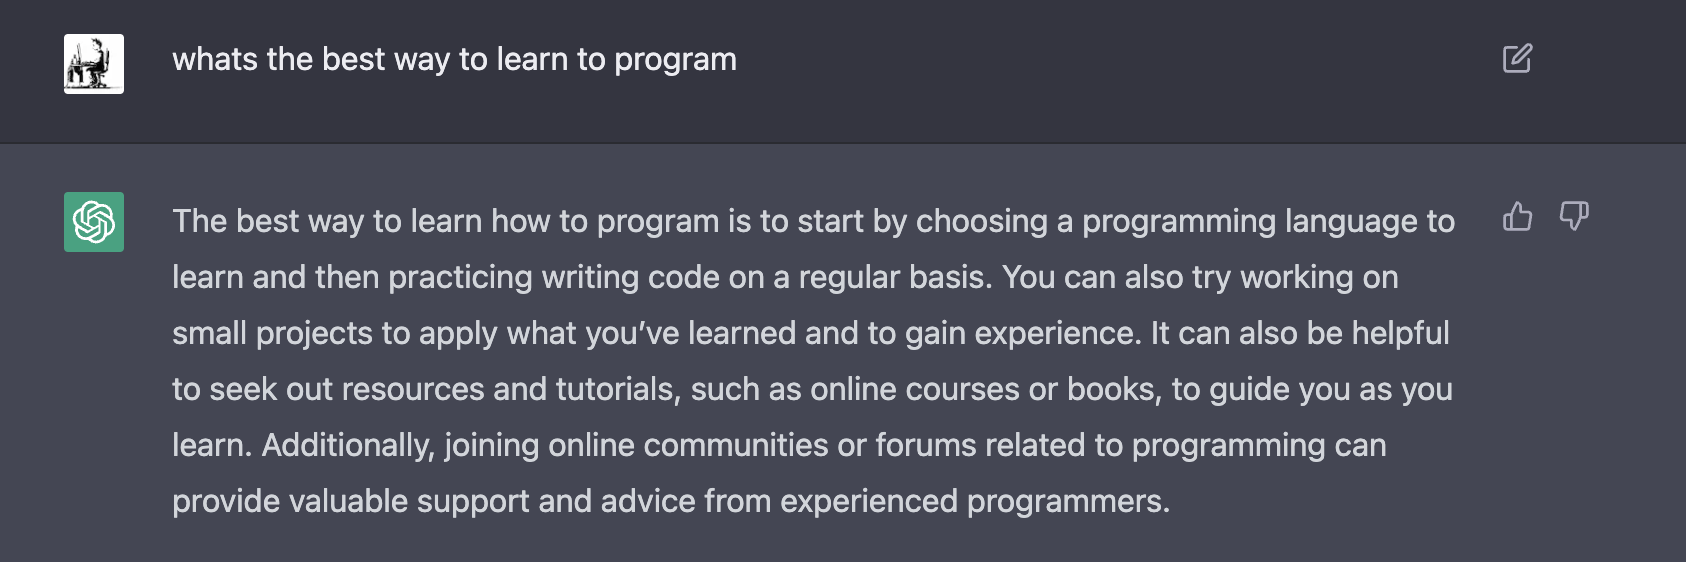 whats the best way to learn to program
The best way to learn how to program is to start by choosing a programming language to
learn and then practicing writing code on a regular basis. You can also try working on
small projects to apply what you’ve learned and to gain experience. It can also be helpful
to seek out resources and tutorials, such as online courses or books, to guide you as you
learn. Additionally, joining online communities or forums related to programming can
provide valuable support and advice from experienced programmers.